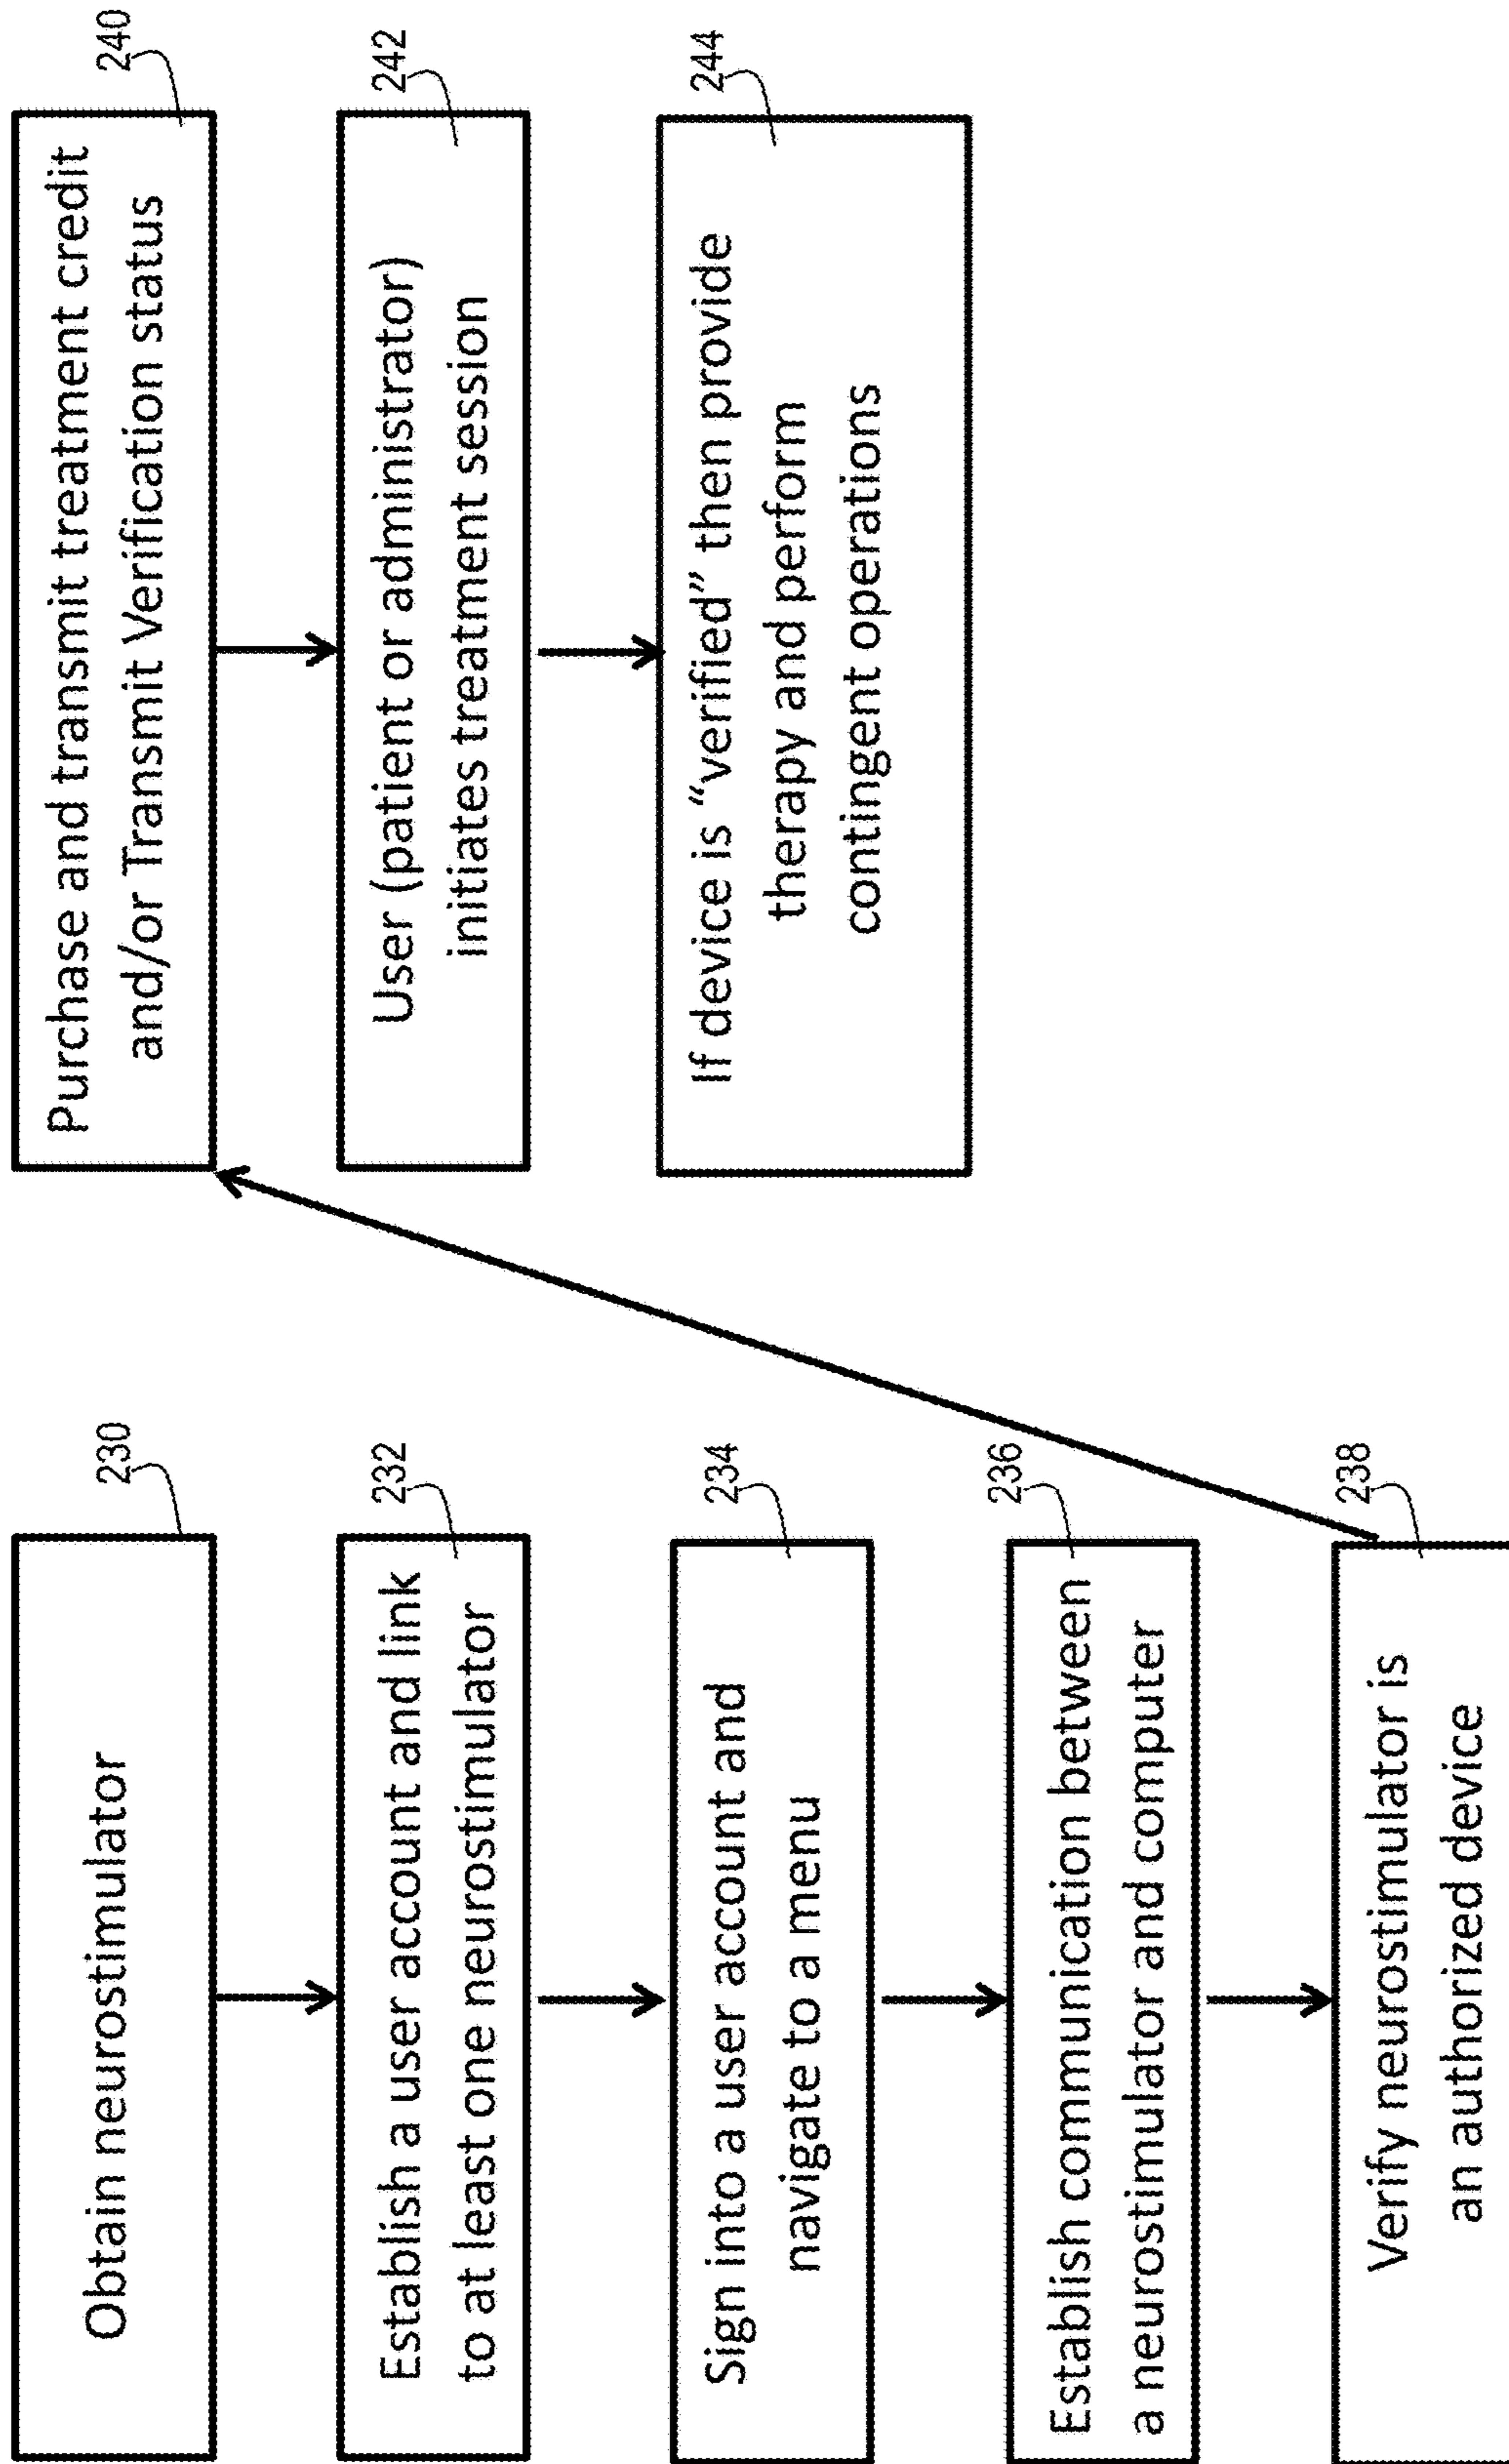 230
Obtain neurostimulator
232
Establish a user account and link
to at least one neurostimulator
234
Sign into a user account and
navigate to a menu
236
Establish communication between
a neurostimulator and computer
238
Verify neurostimulator is
an authorized device
240
Purchase and transmit treatment credit
and/or Transmit Verification status
242
User (patient or administrator)
initiates treatment session
244
If device is “verified” then provide
therapy and perform
contingent operations